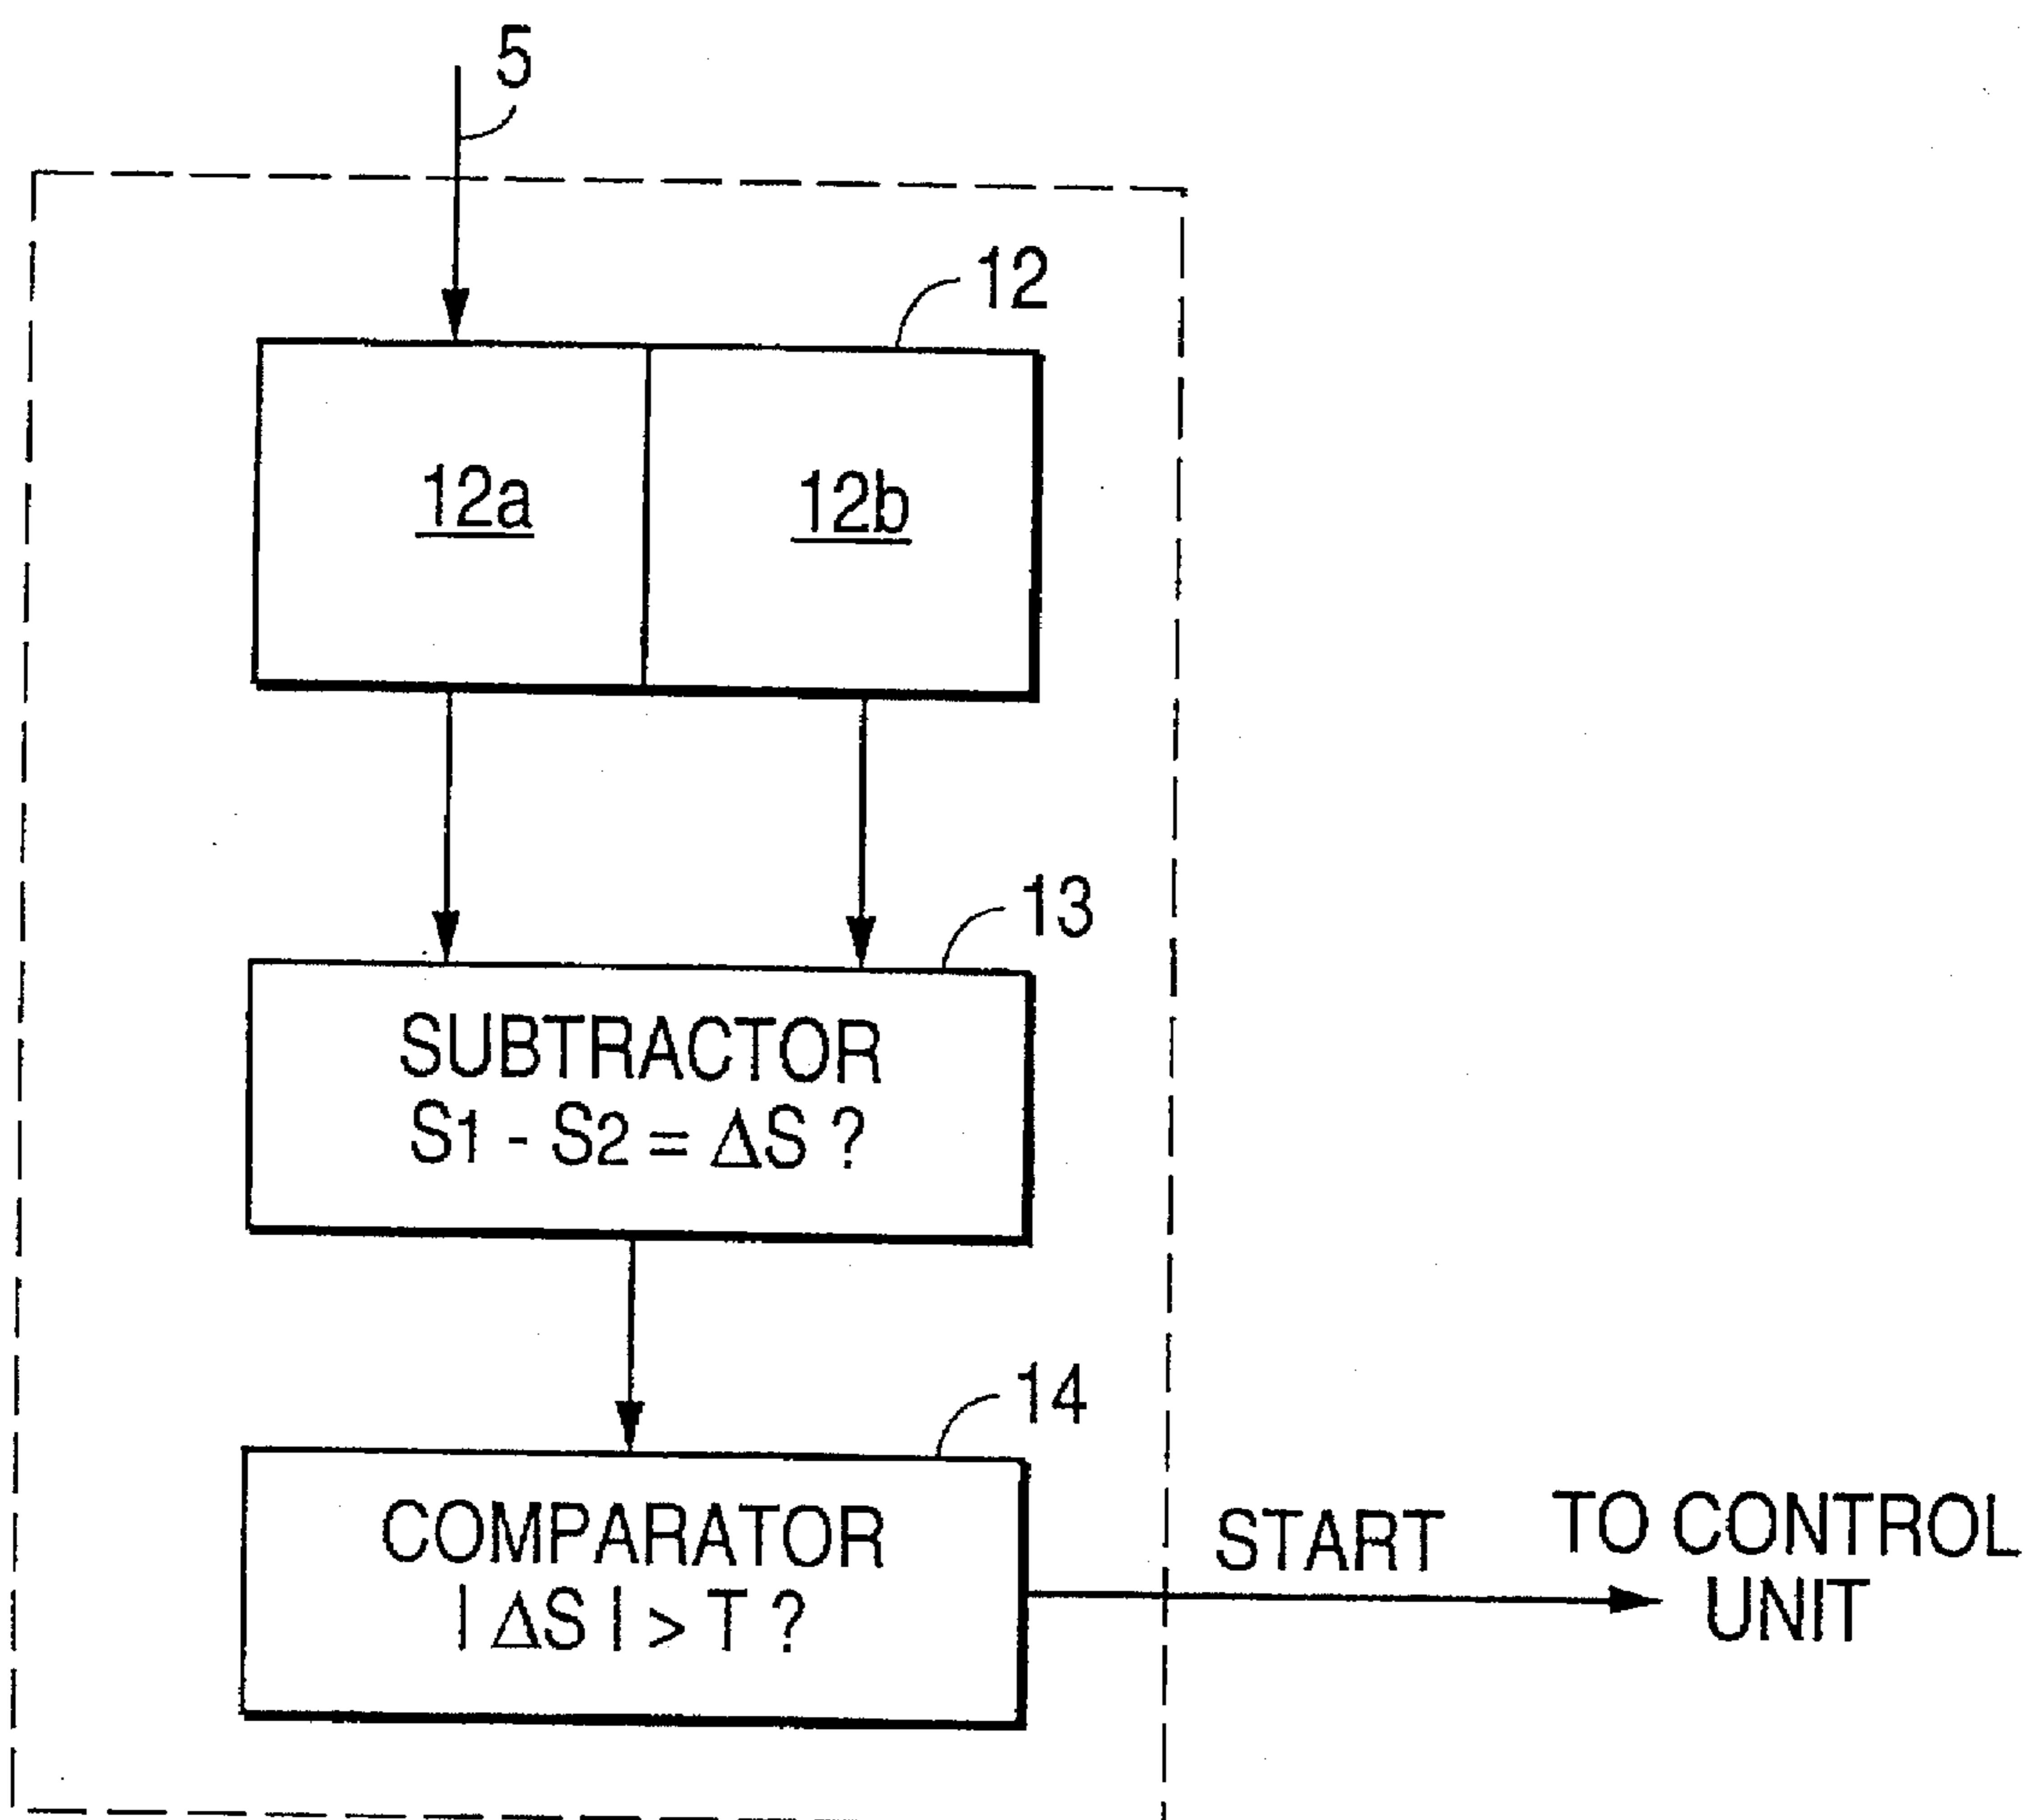 5
12
12a
12b
13
SUBTRACTOR
S1 - S2 = ΔS ?
14
COMPARATOR
| ΔS | > T ?
START
TO CONTROL
UNIT